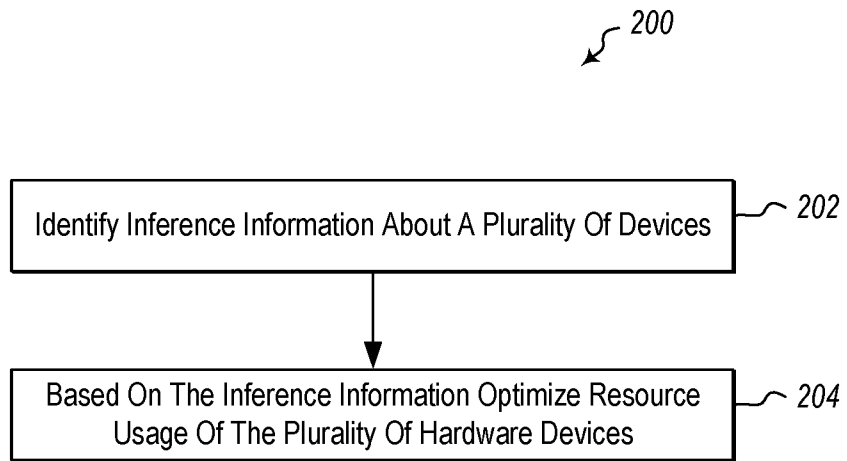 200
Identify Inference Information About A Plurality Of Devices
202
Based On The Inference Information Optimize Resource
Usage Of The Plurality Of Hardware Devices
204